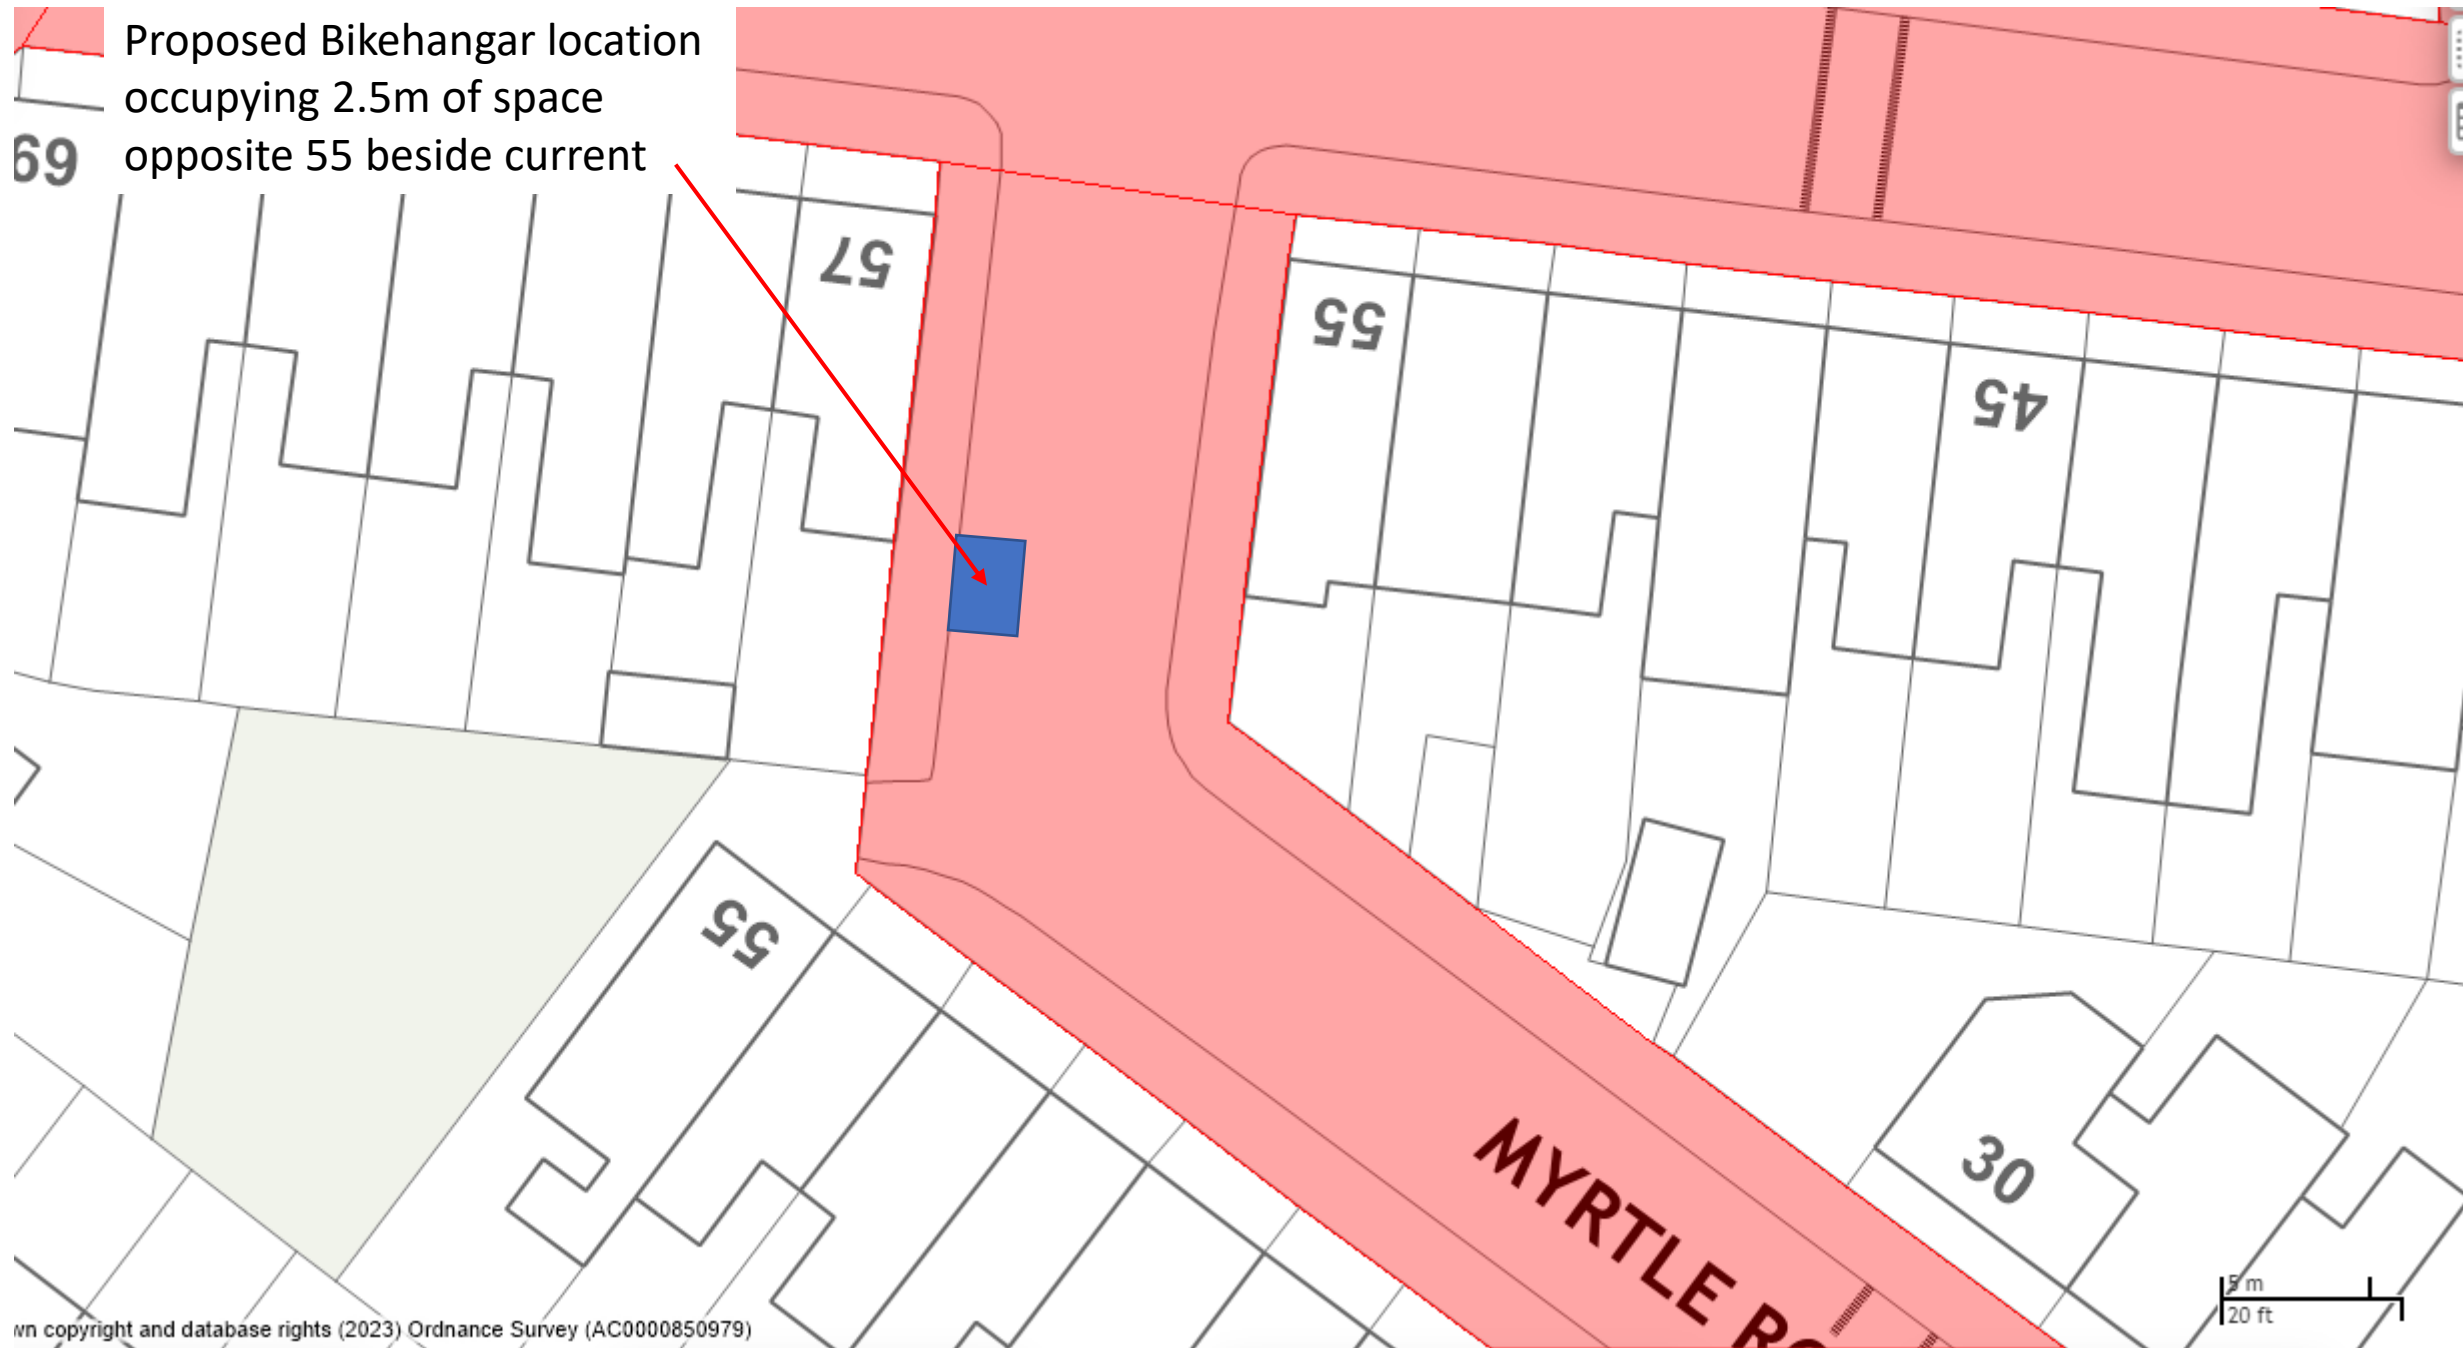 Proposed Bikehangar location
occupying 2.5m of space
opposite 55 beside current
69
57
55
45
55
30
MYRTLE
5 m
20 ft
copyright and database rights (2023) Ordnance Survey (AC0000850979)